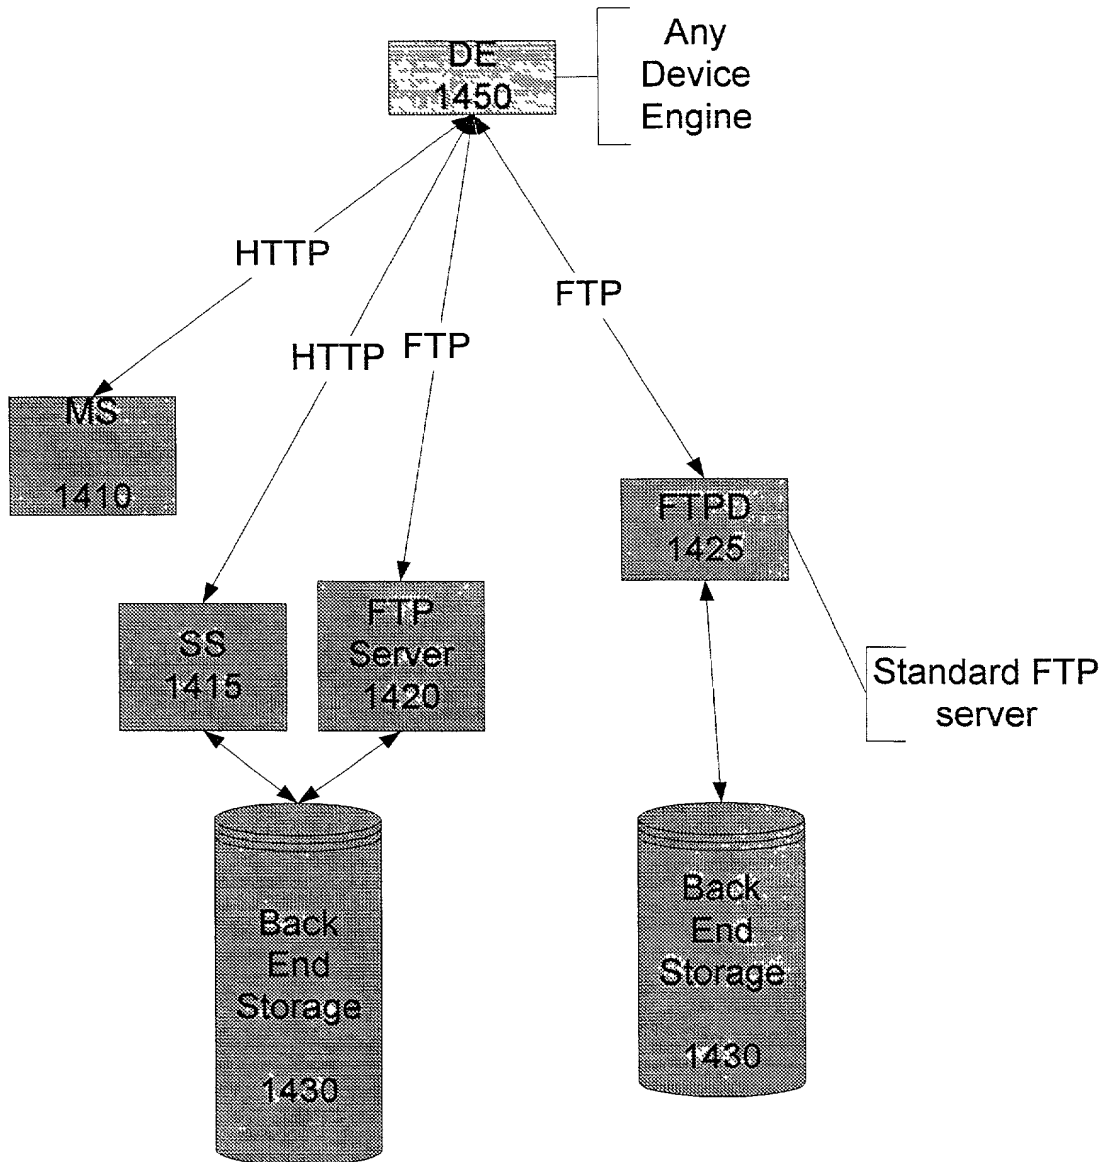 DE
1450
Any
Device
Engine
HTTP
FTP
HTTP
FTP
MS
1410
FTPD
1425
SS
1415
FTP
Server
1420
Standard FTP
server
Back
End
Storage
1430
Back
End
Storage
1430